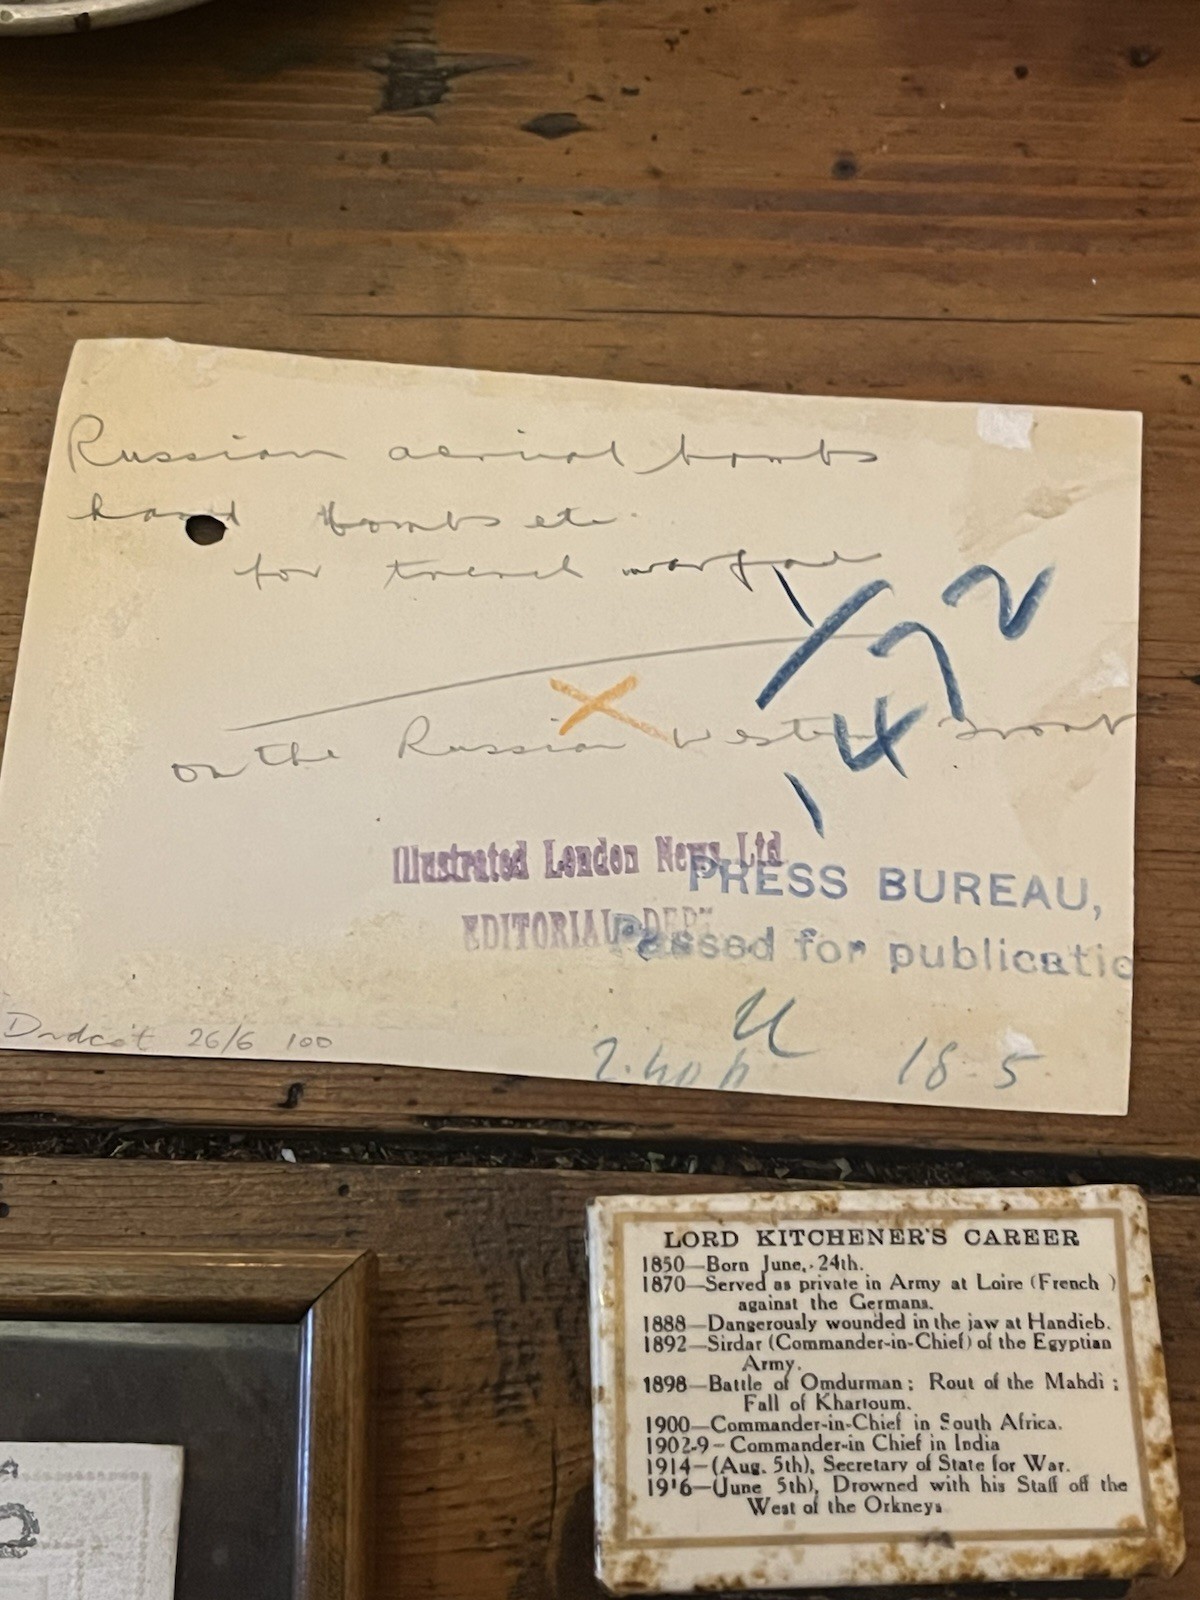 Russian aerial bombs
hand bombs etc.
for trench warfare
on the Russian Western Front
1472
Illustrated London News Ltd
EDITORIAL DEPT
PRESS BUREAU,
Passed for publicatio
18-5
26/6 100
LORD KITCHENER'S CAREER
1850—Born June, 24th.
1870—Served as private in Army at Loire (French )
against the Germans.
1888—Dangerously wounded in the jaw at Handieb.
1892—Sirdar (Commander-in-Chief) of the Egyptian
Army.
1898—Battle of Omdurman ; Rout of the Mahdi ;
Fall of Khartoum.
1900—Commander-in-Chief in South Africa.
1902-9—Commander-in Chief in India
1914—(Aug. 5th), Secretary of State for War.
1916—(June 5th), Drowned with his Staff off the
West of the Orkneys